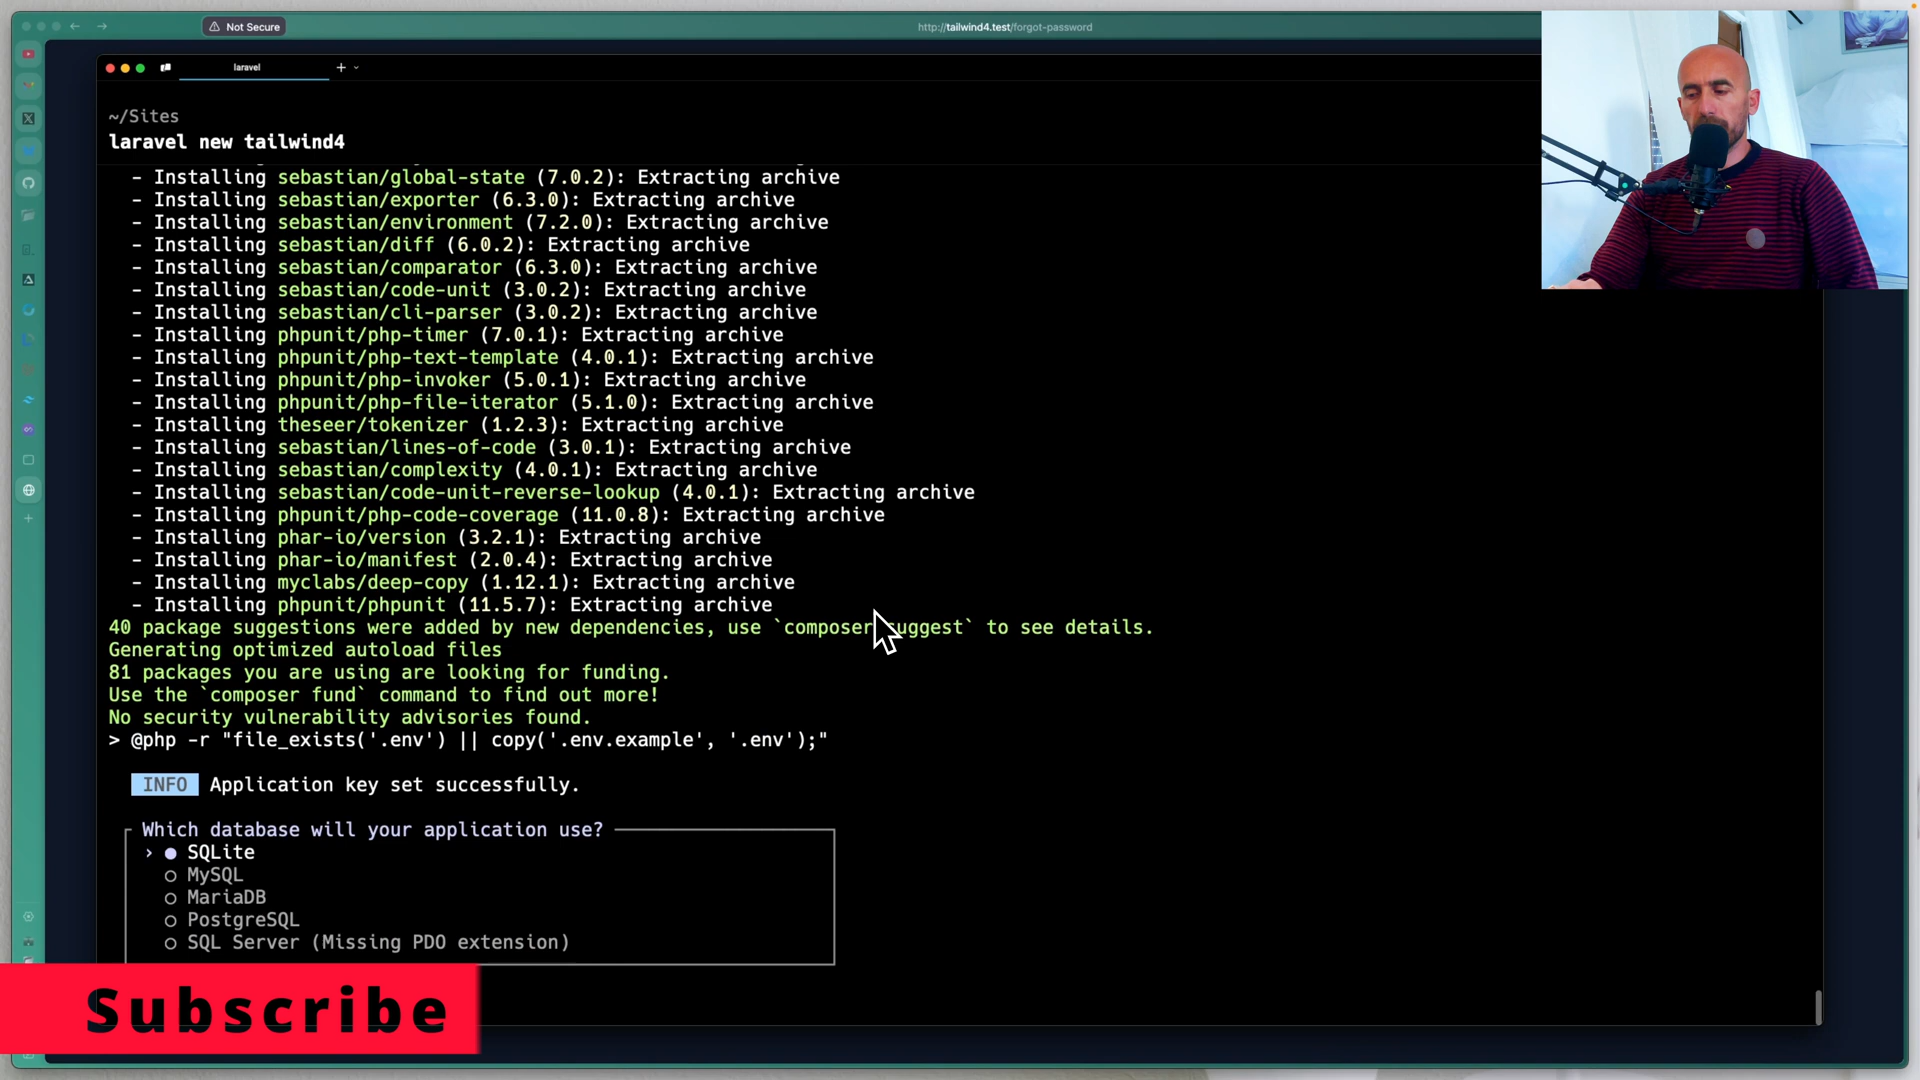 Not Secure
http://tailwind4.test/forgot-password
laravel
~/Sites
laravel new tailwind4
- Installing sebastian/global-state (7.0.2): Extracting archive
- Installing sebastian/exporter (6.3.0): Extracting archive
- Installing sebastian/environment (7.2.0): Extracting archive
- Installing sebastian/diff (6.0.2): Extracting archive
- Installing sebastian/comparator (6.3.0): Extracting archive
- Installing sebastian/code-unit (3.0.2): Extracting archive
- Installing sebastian/cli-parser (3.0.2): Extracting archive
- Installing phpunit/php-timer (7.0.1): Extracting archive
- Installing phpunit/php-text-template (4.0.1): Extracting archive
- Installing phpunit/php-invoker (5.0.1): Extracting archive
- Installing phpunit/php-file-iterator (5.1.0): Extracting archive
- Installing theseer/tokenizer (1.2.3): Extracting archive
- Installing sebastian/lines-of-code (3.0.1): Extracting archive
- Installing sebastian/complexity (4.0.1): Extracting archive
- Installing sebastian/code-unit-reverse-lookup (4.0.1): Extracting archive
- Installing phpunit/php-code-coverage (11.0.8): Extracting archive
- Installing phar-io/version (3.2.1): Extracting archive
- Installing phar-io/manifest (2.0.4): Extracting archive
- Installing myclabs/deep-copy (1.12.1): Extracting archive
- Installing phpunit/phpunit (11.5.7): Extracting archive
40 package suggestions were added by new dependencies, use `composer suggest` to see details.
Generating optimized autoload files
81 packages you are using are looking for funding.
Use the `composer fund` command to find out more!
No security vulnerability advisories found.
> @php -r "file_exists('.env') || copy('.env.example', '.env');"
INFO Application key set successfully.
Which database will your application use?
› ● SQLite
○ MySQL
○ MariaDB
○ PostgreSQL
○ SQL Server (Missing PDO extension)
Subscribe